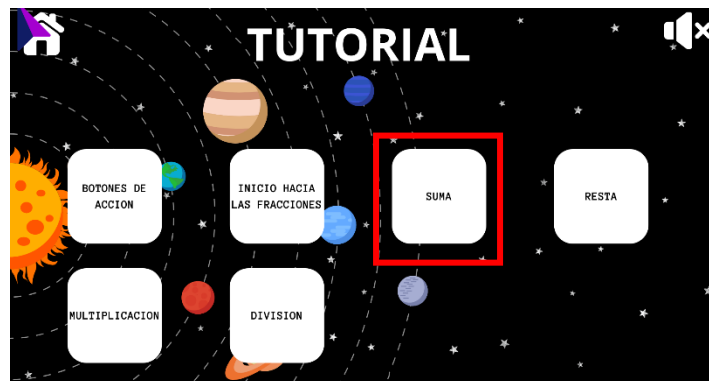 TUTORIAL
BOTONES DE
ACCION
INICIO HACIA
LAS FRACCIONES
SUMA
RESTA
MULTIPLICACION
DIVISION